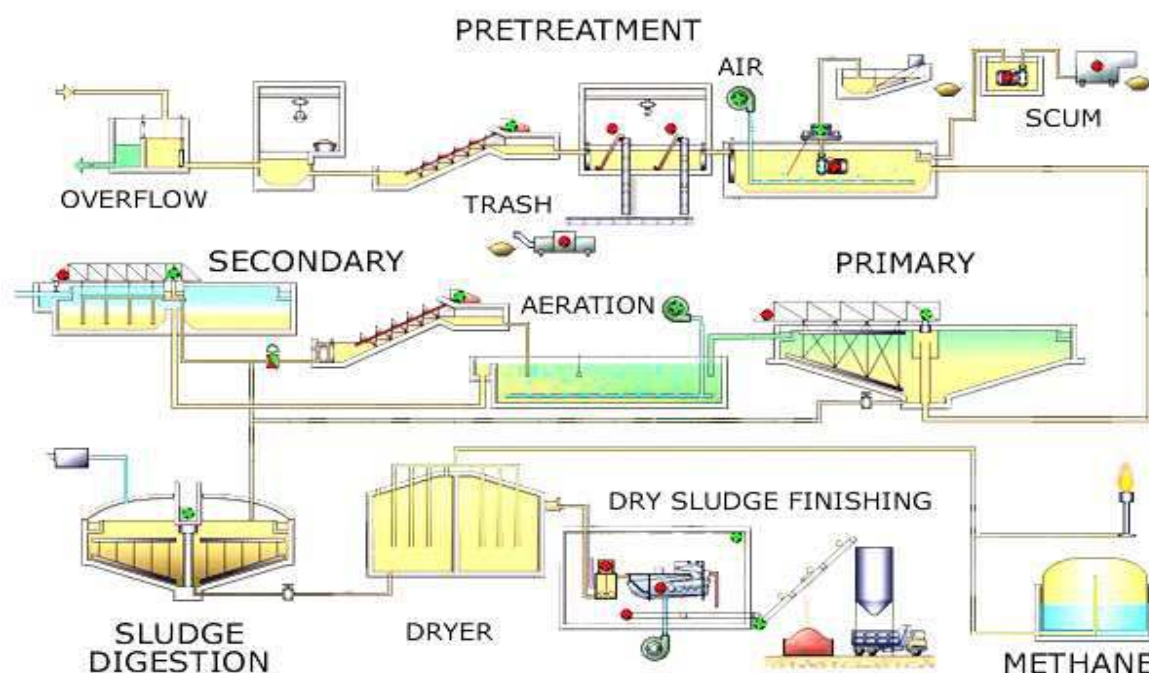 PRETREATMENT
AIR
SCUM
OVERFLOW
TRASH
SECONDARY
PRIMARY
AERATION
DRY SLUDGE FINISHING
SLUDGE
DIGESTION
DRYER
METHANE